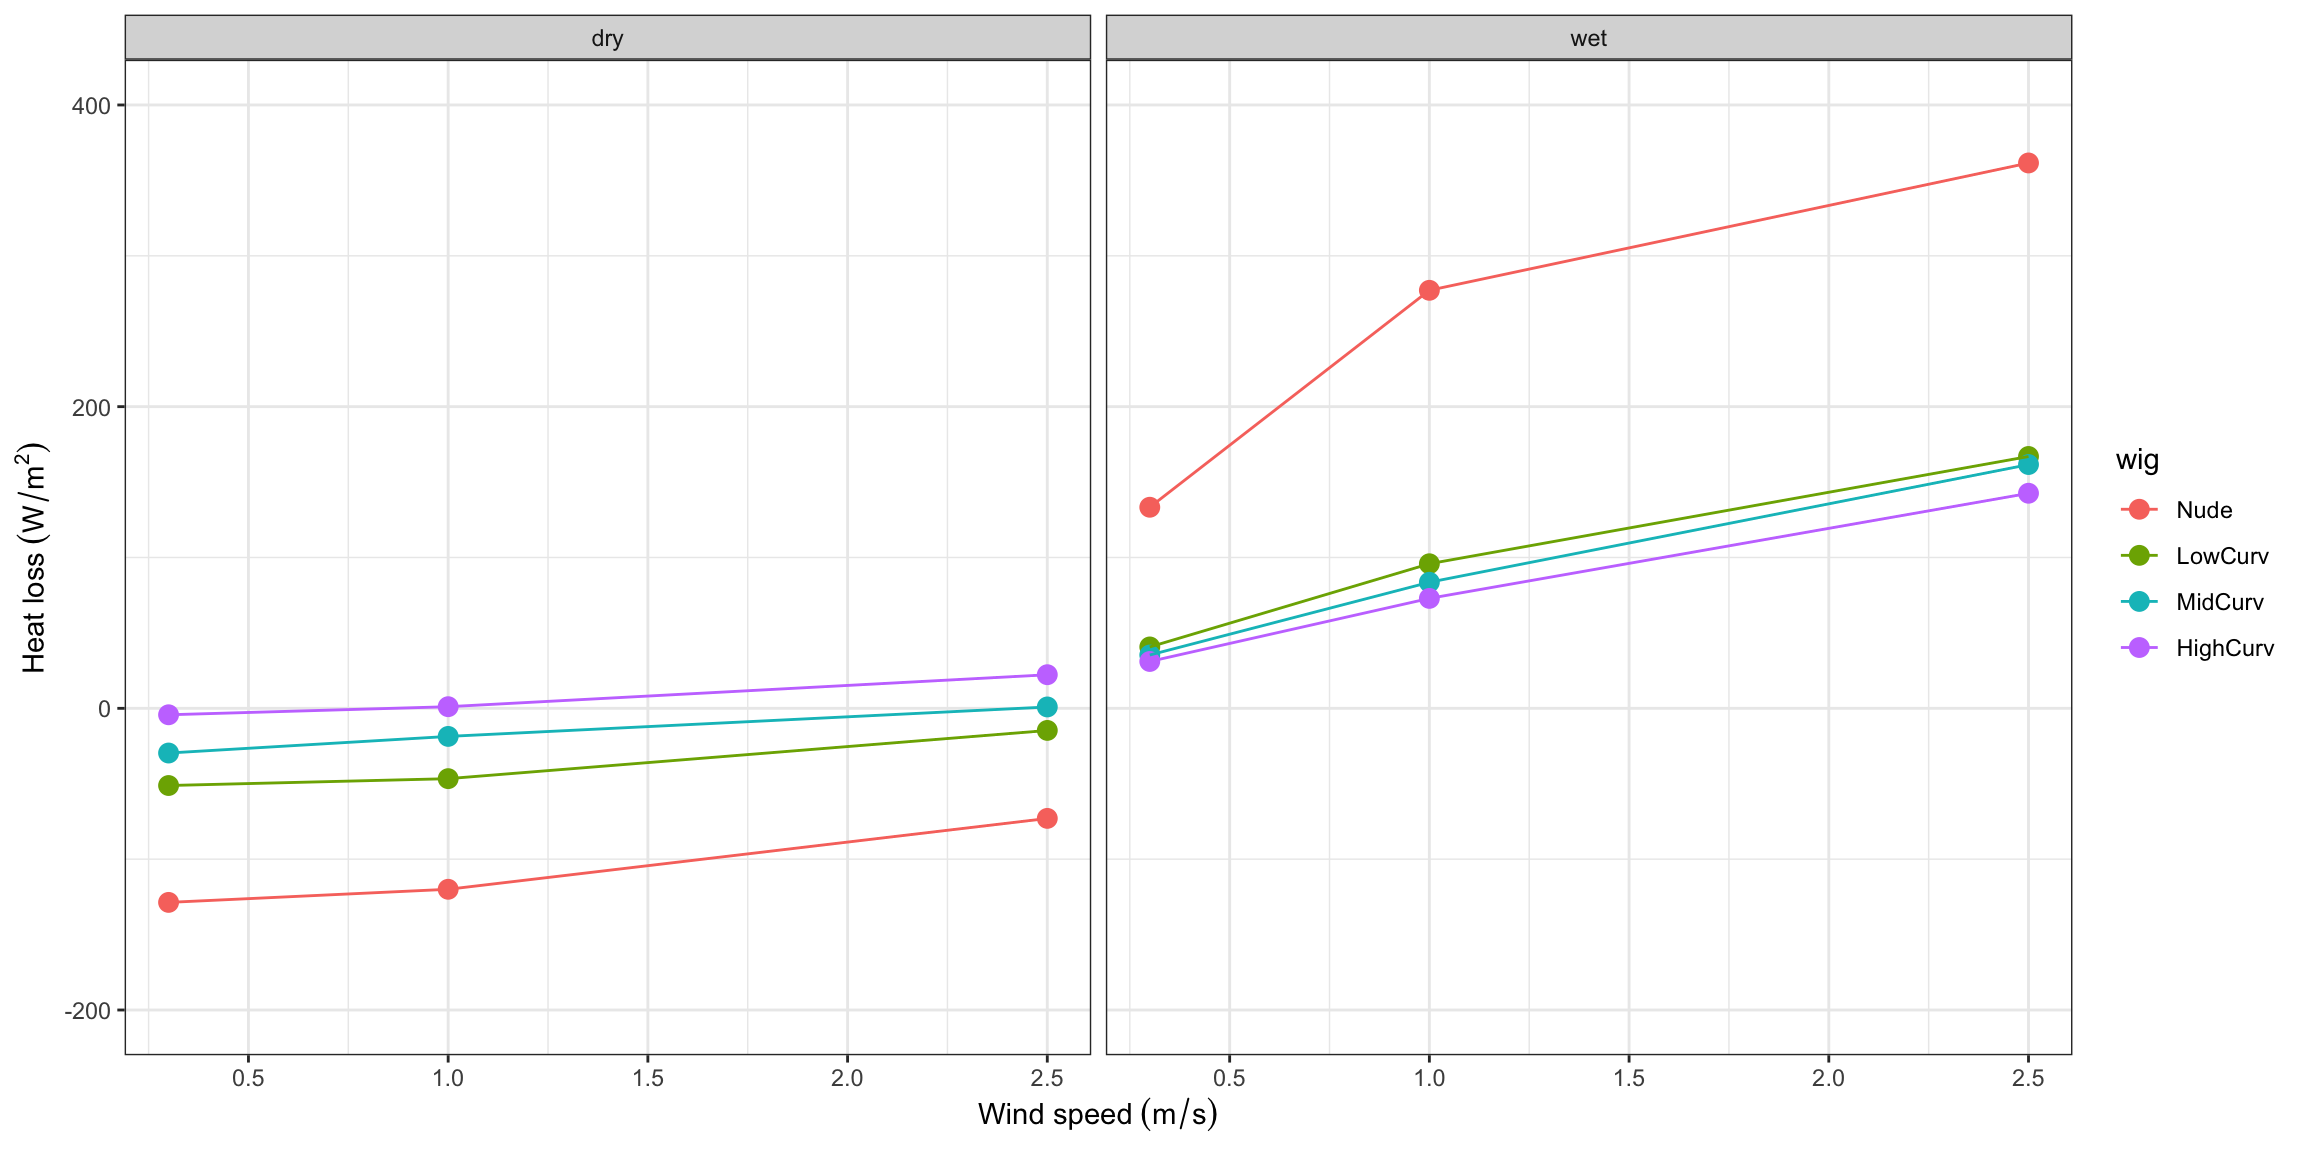 dry
wet
400
200
0
-200
Heat loss (W/m²)
0.5 1.0 1.5 2.0 2.5
0.5 1.0 1.5 2.0 2.5
Wind speed (m/s)
wig
Nude
LowCurv
MidCurv
HighCurv